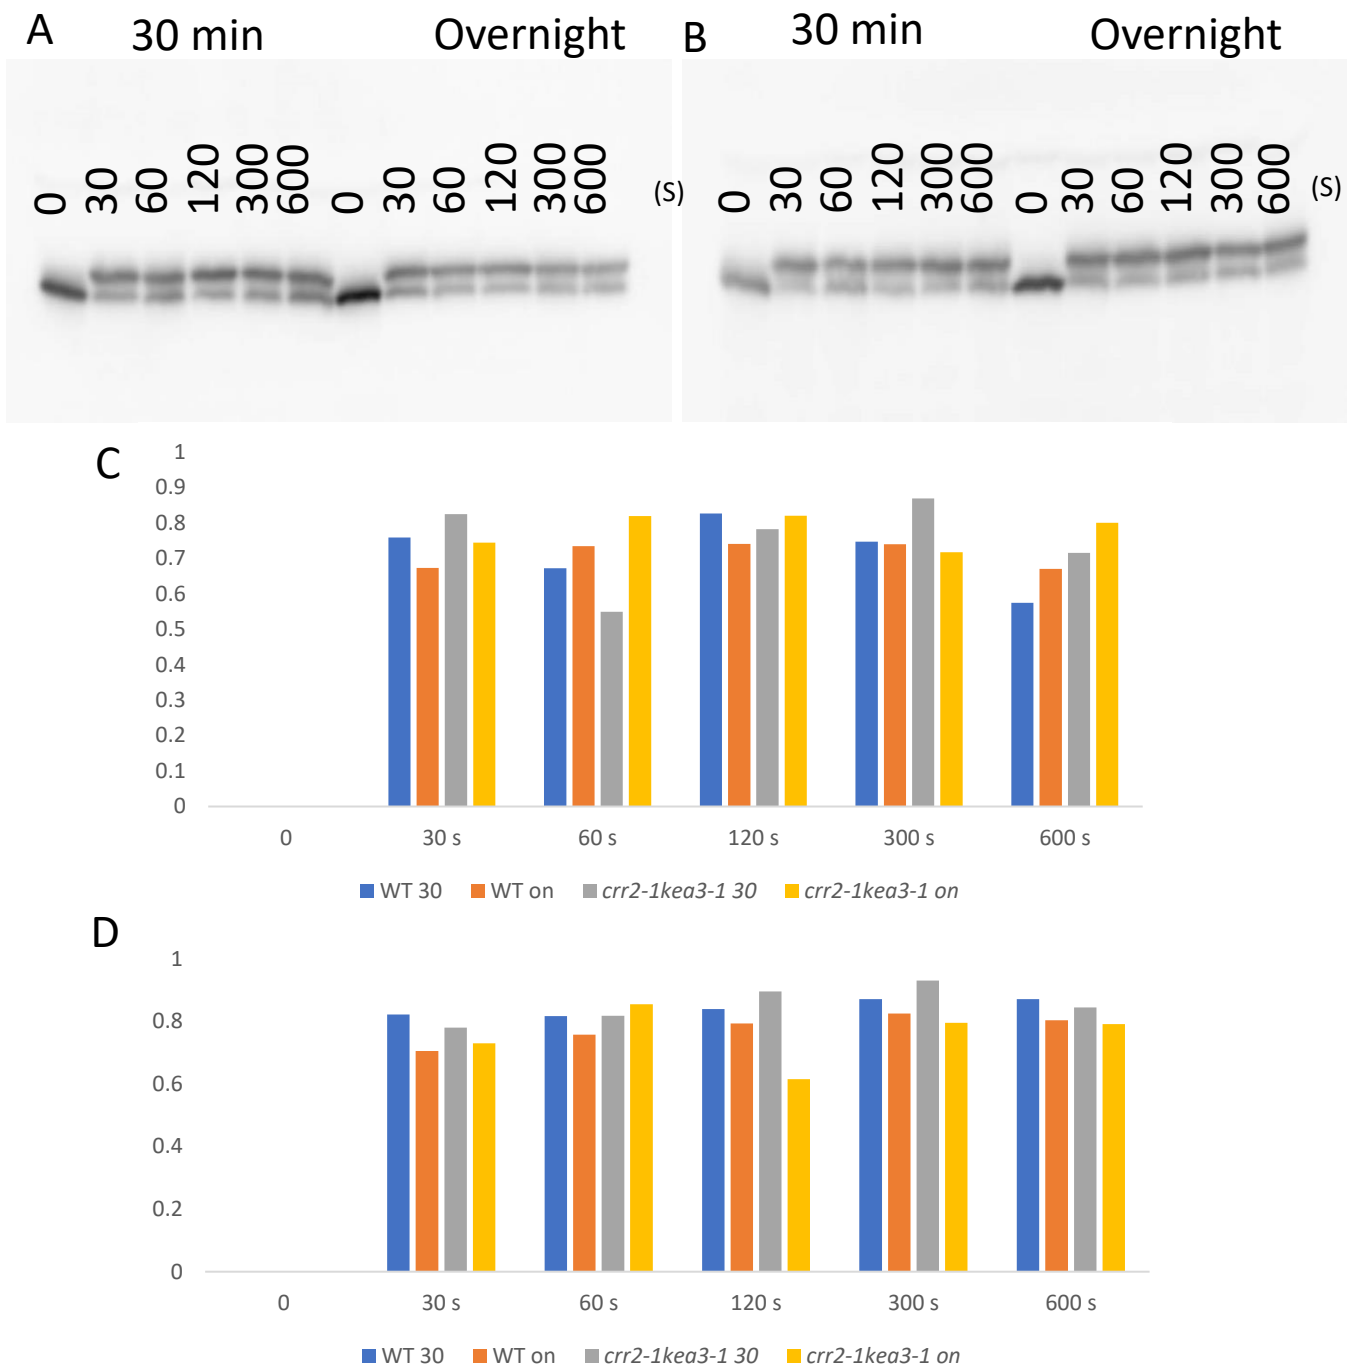 A 30 min Overnight B 30 min Overnight
0 30 60 120 300 600 0 30 60 120 300 600 (S) 0 30 60 120 300 600 0 30 60 120 300 600 (S)
C
1
0.9
0.8
0.7
0.6
0.5
0.4
0.3
0.2
0.1
0
0 30 s 60 s 120 s 300 s 600 s
WT 30 WT on crr2-1kea3-1 30 crr2-1kea3-1 on
D
1
0.8
0.6
0.4
0.2
0
0 30 s 60 s 120 s 300 s 600 s
WT 30 WT on crr2-1kea3-1 30 crr2-1kea3-1 on